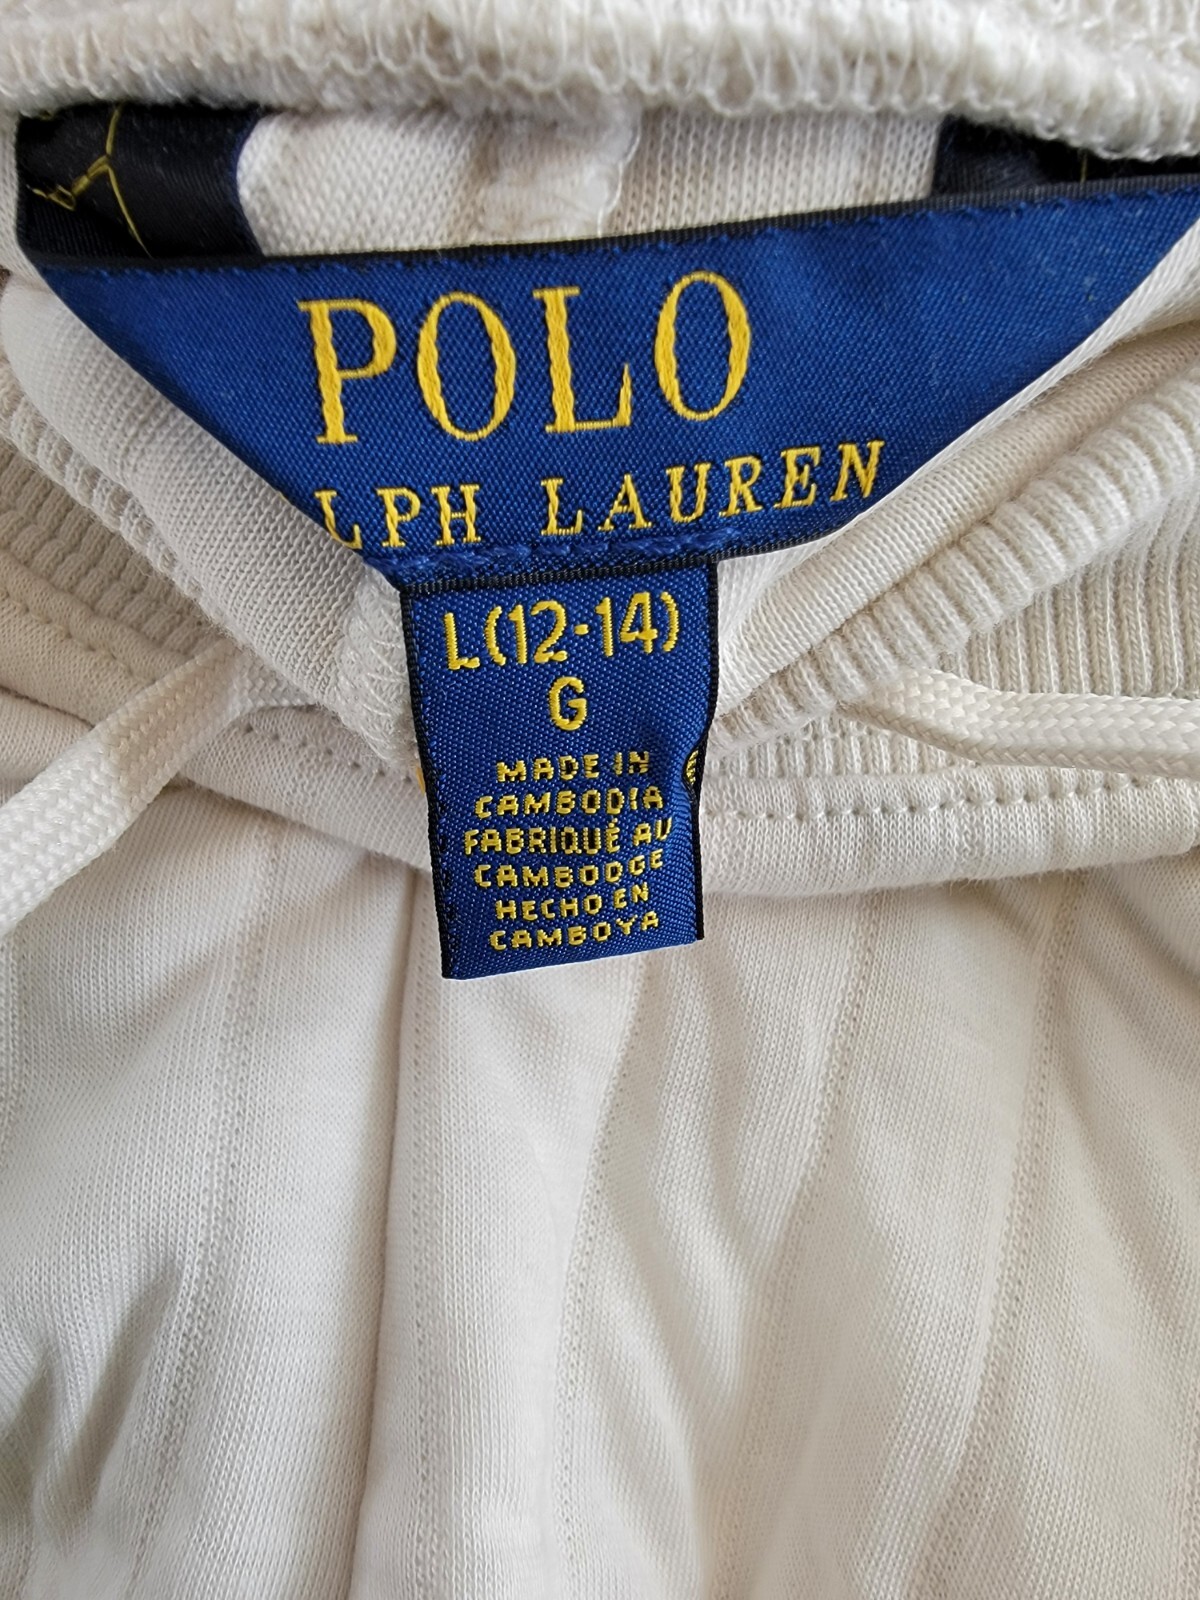 POLO
LPH LAUREN
L(12-14)
G
MADE IN
CAMBODIA
FABRIQUÉ AU
CAMBODGE
HECHO EN
CAMBOYA